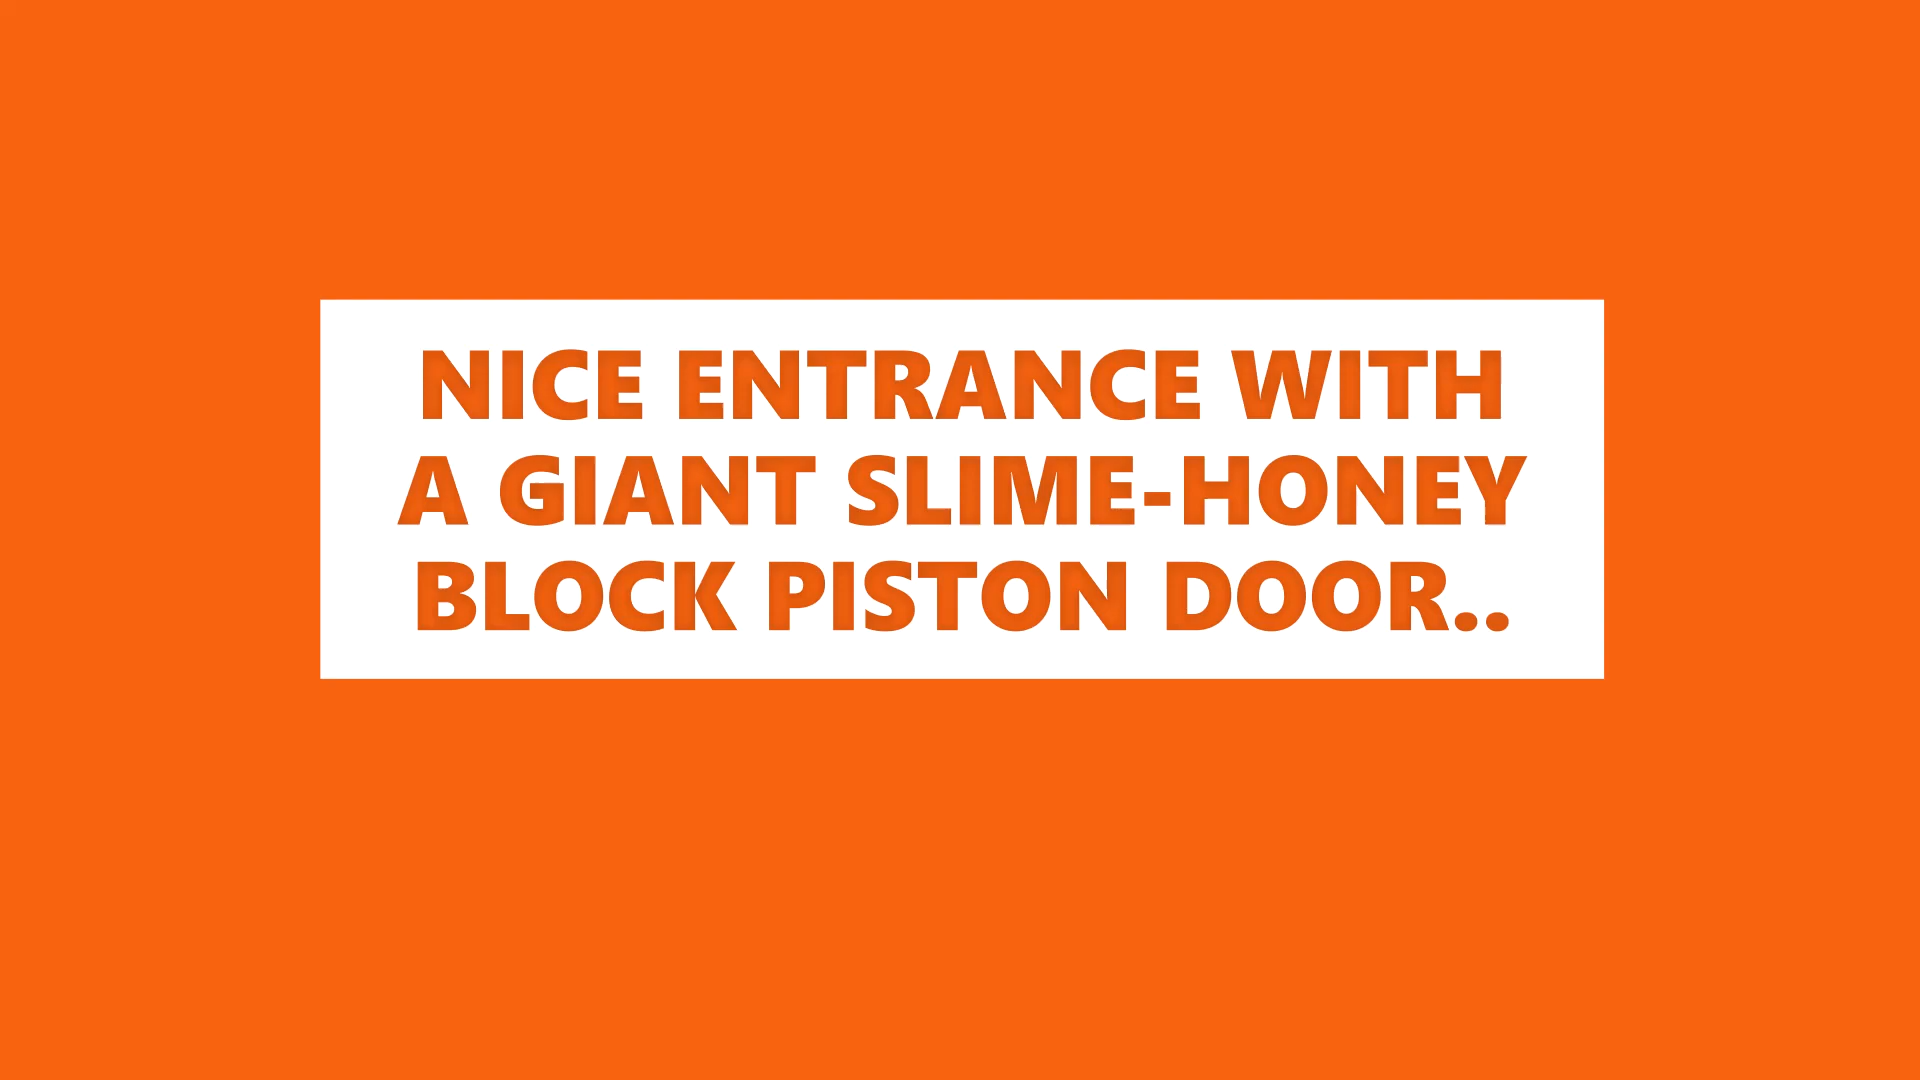 NICE ENTRANCE WITH
A GIANT SLIME-HONEY
BLOCK PISTON DOOR..